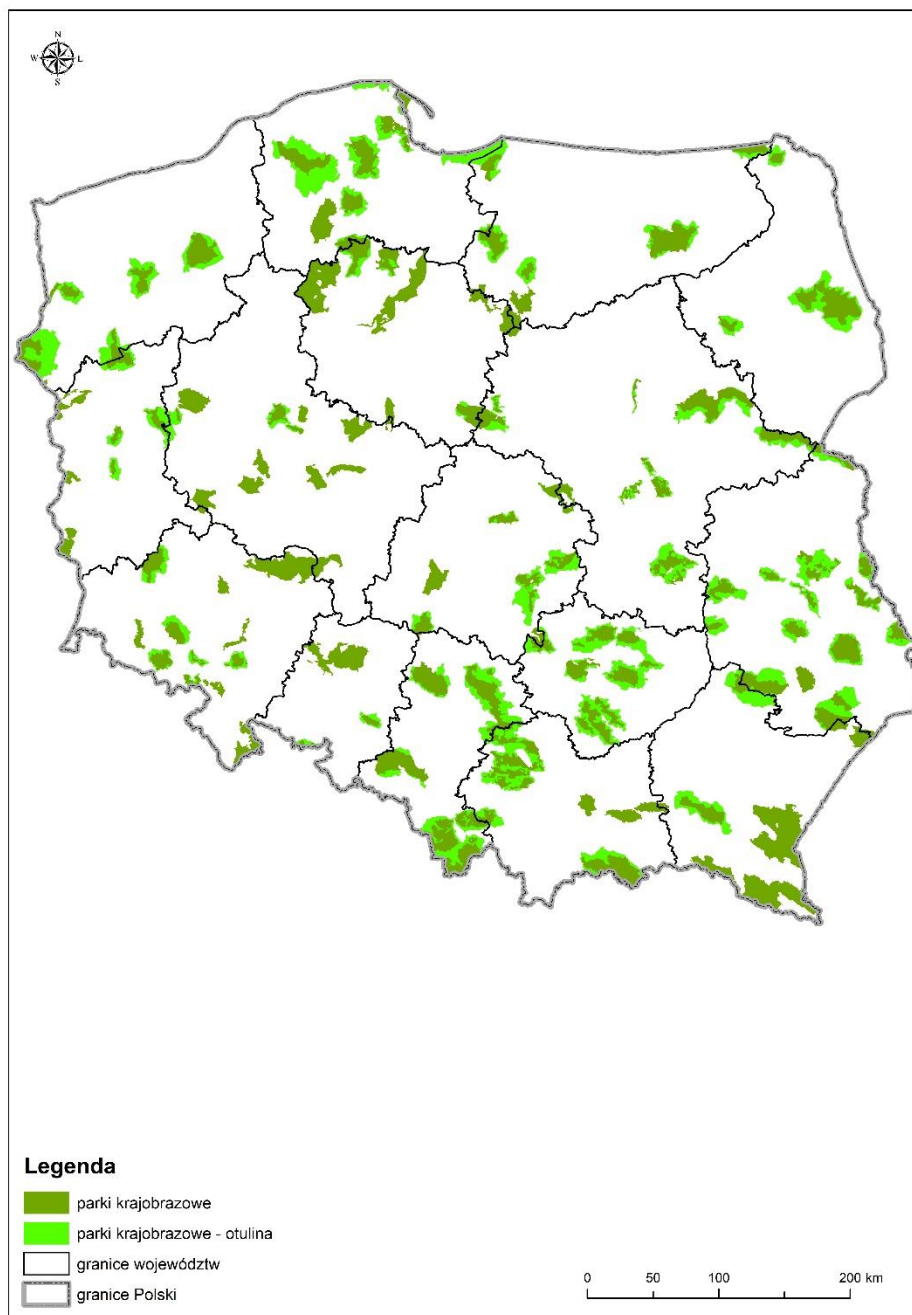 N
W
L
S
Legenda
parki krajobrazowe
parki krajobrazowe - otulina
granice województw
granice Polski
0 50 100 200 km